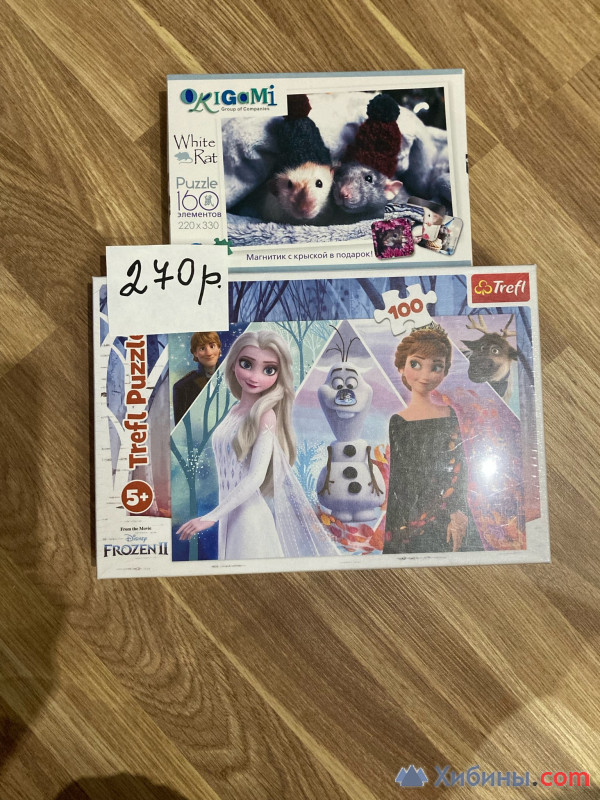 ORIGAMi
Group of Companies
White
Rat
Puzzle
160
элементов
220х330
Магнитик с крыской в подарок!
270р.
Trefl
100
Trefl Puzzle
5+
From the Movie
Disney
FROZEN II
Хибины.com